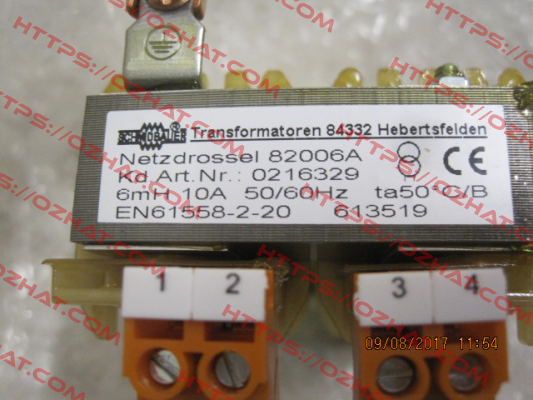 SCHOBAUER® Transformatoren 84332 Hebertsfelden
Netzdrossel 82006A
Kd.Art.Nr.: 0216329
6mH 10A 50/60Hz ta50°C/B
EN61558-2-20 613519
CE
1 2 3 4
09/08/2017 11:54
HTTPS://OZHAT.COM